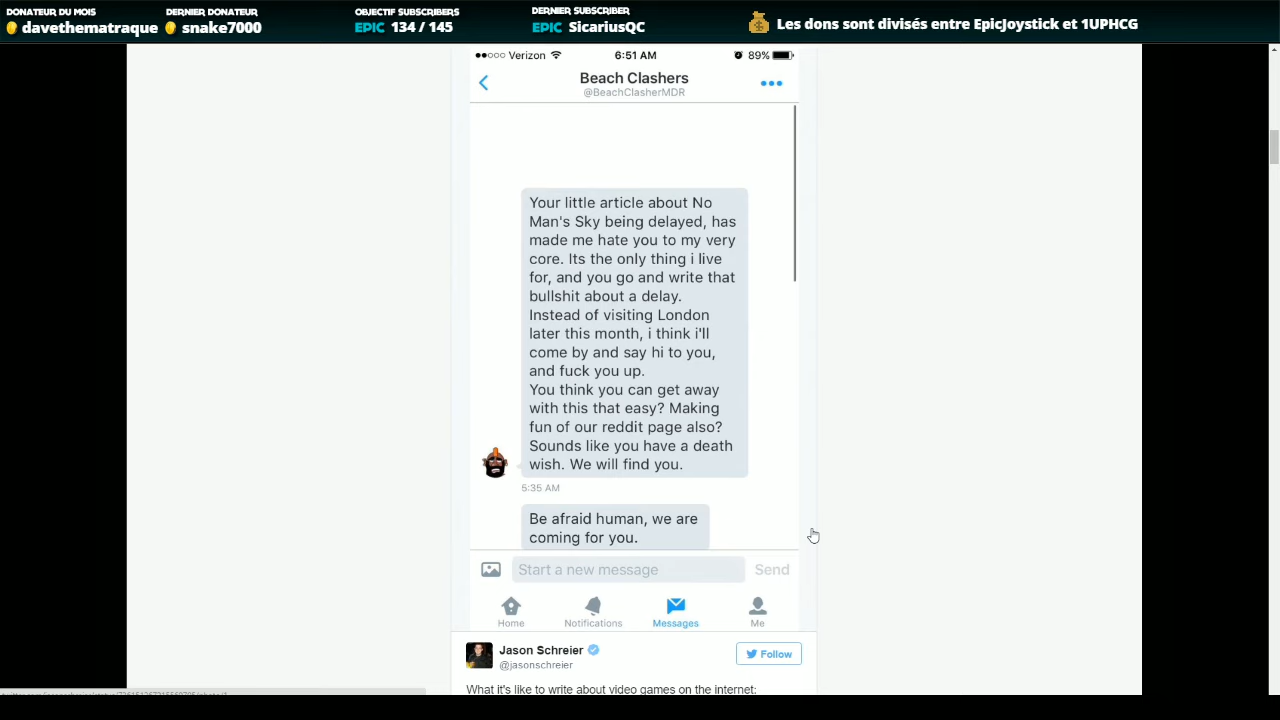 DONATEUR DU MOIS
davethematraque
DERNIER DONATEUR
snake7000
OBJECTIF SUBSCRIBERS
EPIC 134 / 145
DERNIER SUBSCRIBER
EPIC SicariusQC
Les dons sont divisés entre EpicJoystick et 1UPHCG
Verizon
6:51 AM
89%
Beach Clashers
@BeachClasherMDR
Your little article about No
Man's Sky being delayed, has
made me hate you to my very
core. Its the only thing i live
for, and you go and write that
bullshit about a delay.
Instead of visiting London
later this month, i think i'll
come by and say hi to you,
and fuck you up.
You think you can get away
with this that easy? Making
fun of our reddit page also?
Sounds like you have a death
wish. We will find you.
5:35 AM
Be afraid human, we are
coming for you.
Start a new message
Send
Home
Notifications
Messages
Me
Jason Schreier
@jasonschreier
Follow
What it's like to write about video games on the internet: